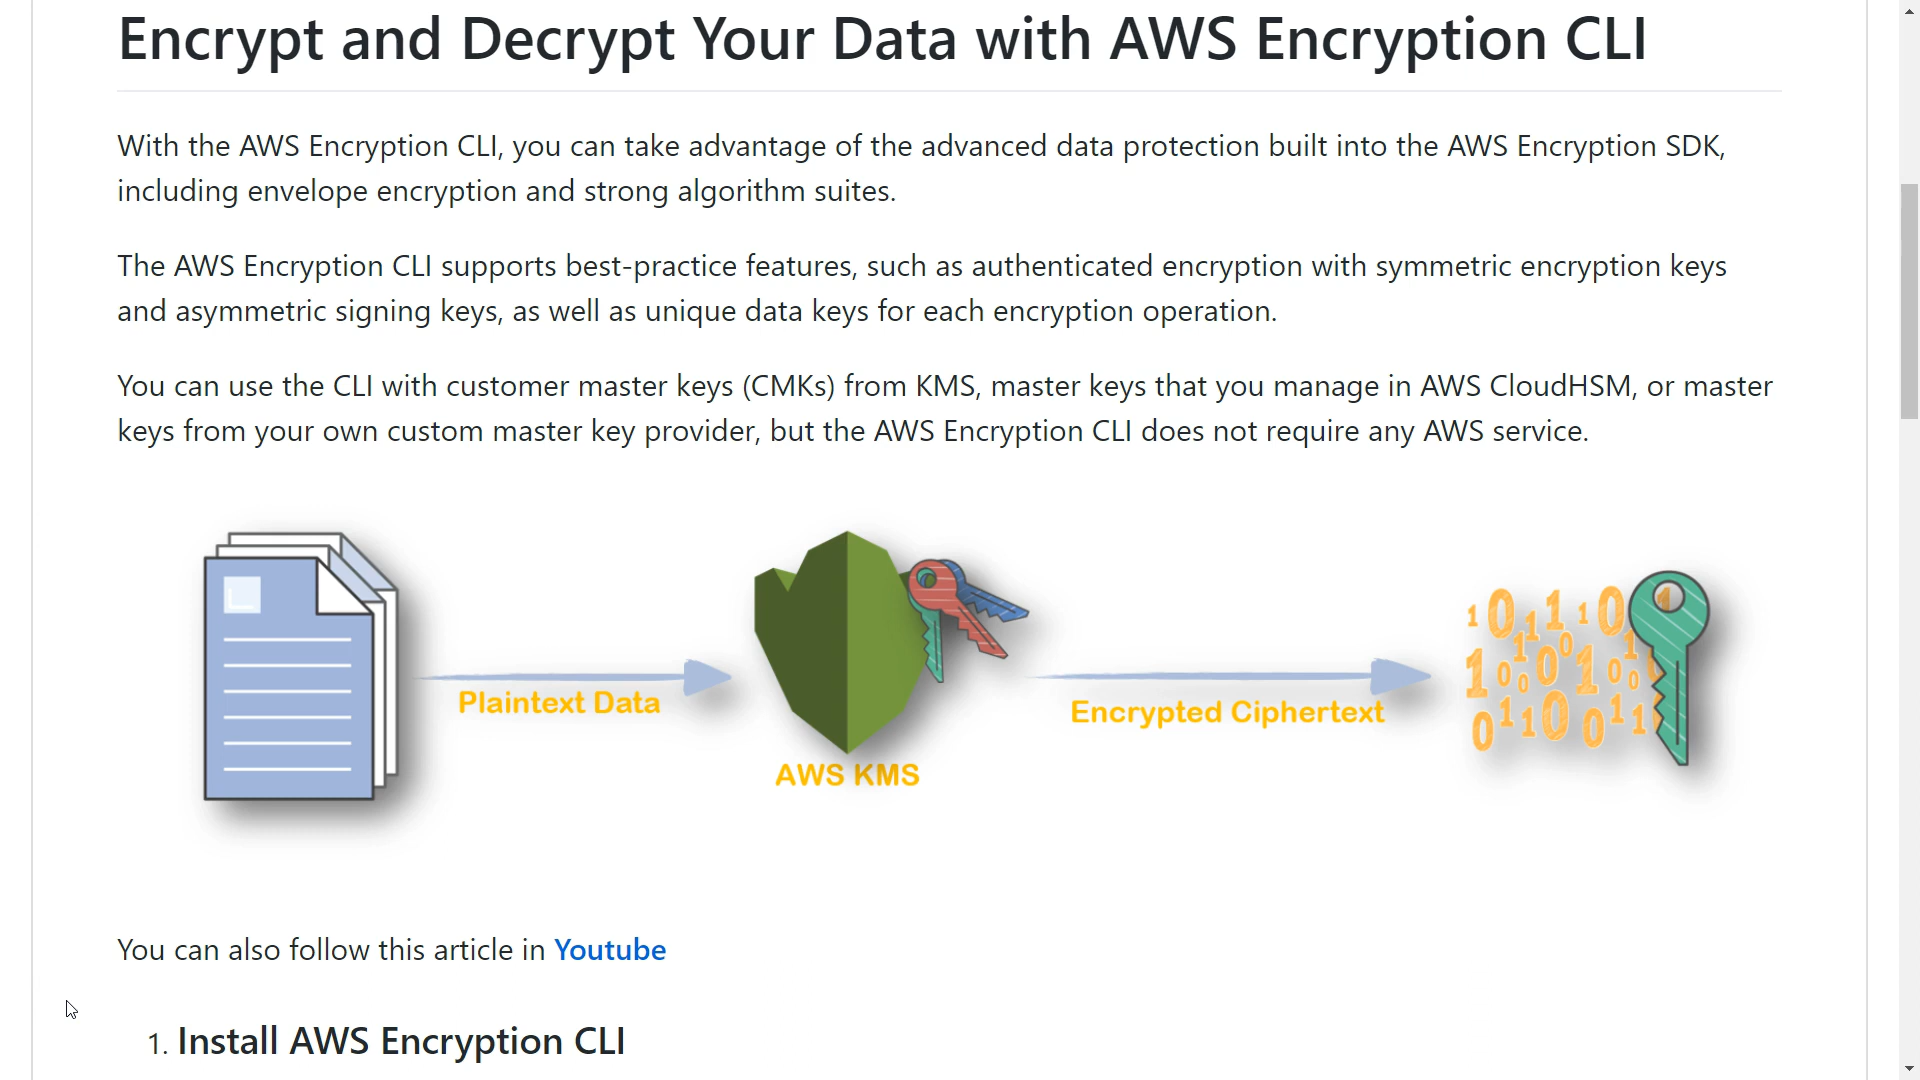 Encrypt and Decrypt Your Data with AWS Encryption CLI
With the AWS Encryption CLI, you can take advantage of the advanced data protection built into the AWS Encryption SDK,
including envelope encryption and strong algorithm suites.
The AWS Encryption CLI supports best-practice features, such as authenticated encryption with symmetric encryption keys
and asymmetric signing keys, as well as unique data keys for each encryption operation.
You can use the CLI with customer master keys (CMKs) from KMS, master keys that you manage in AWS CloudHSM, or master
keys from your own custom master key provider, but the AWS Encryption CLI does not require any AWS service.
Plaintext Data
AWS KMS
Encrypted Ciphertext
You can also follow this article in Youtube
1. Install AWS Encryption CLI